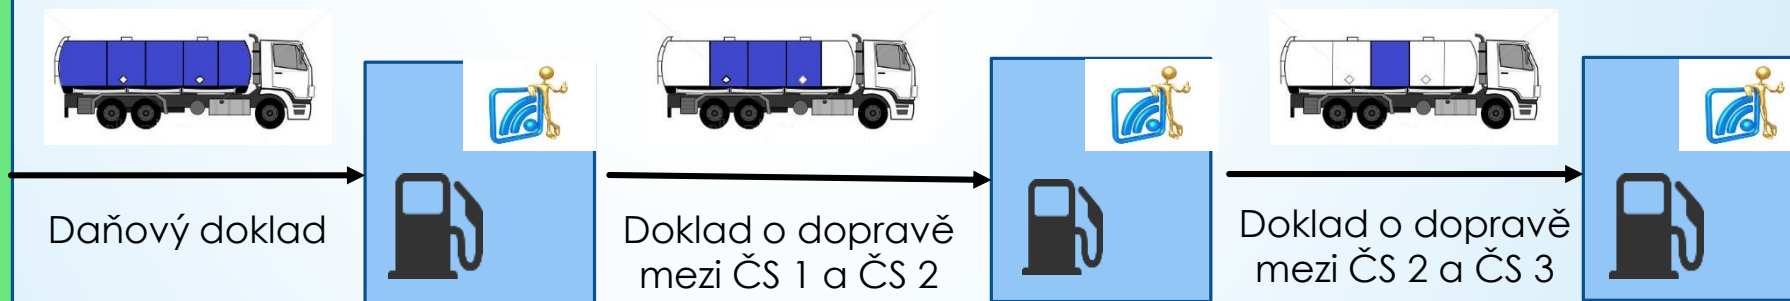 Daňový doklad
Doklad o dopravě
mezi ČS 1 a ČS 2
Doklad o dopravě
mezi ČS 2 a ČS 3